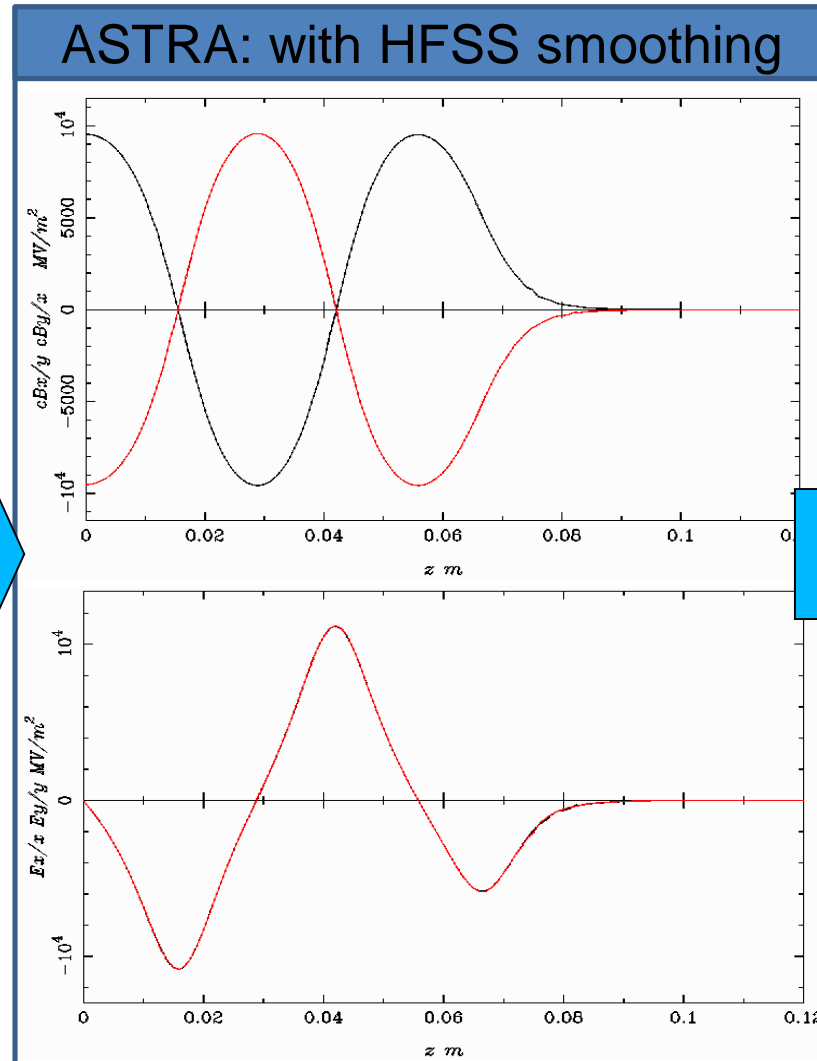 ASTRA: with HFSS smoothing
cBx/y cBy/x MV/m²
10⁴
5000
0
−5000
−10⁴
0 0.02 0.04 0.06 0.08 0.1
z m
Ex/x Ey/y MV/m²
10⁴
0
−10⁴
0 0.02 0.04 0.06 0.08 0.1 0.12
z m